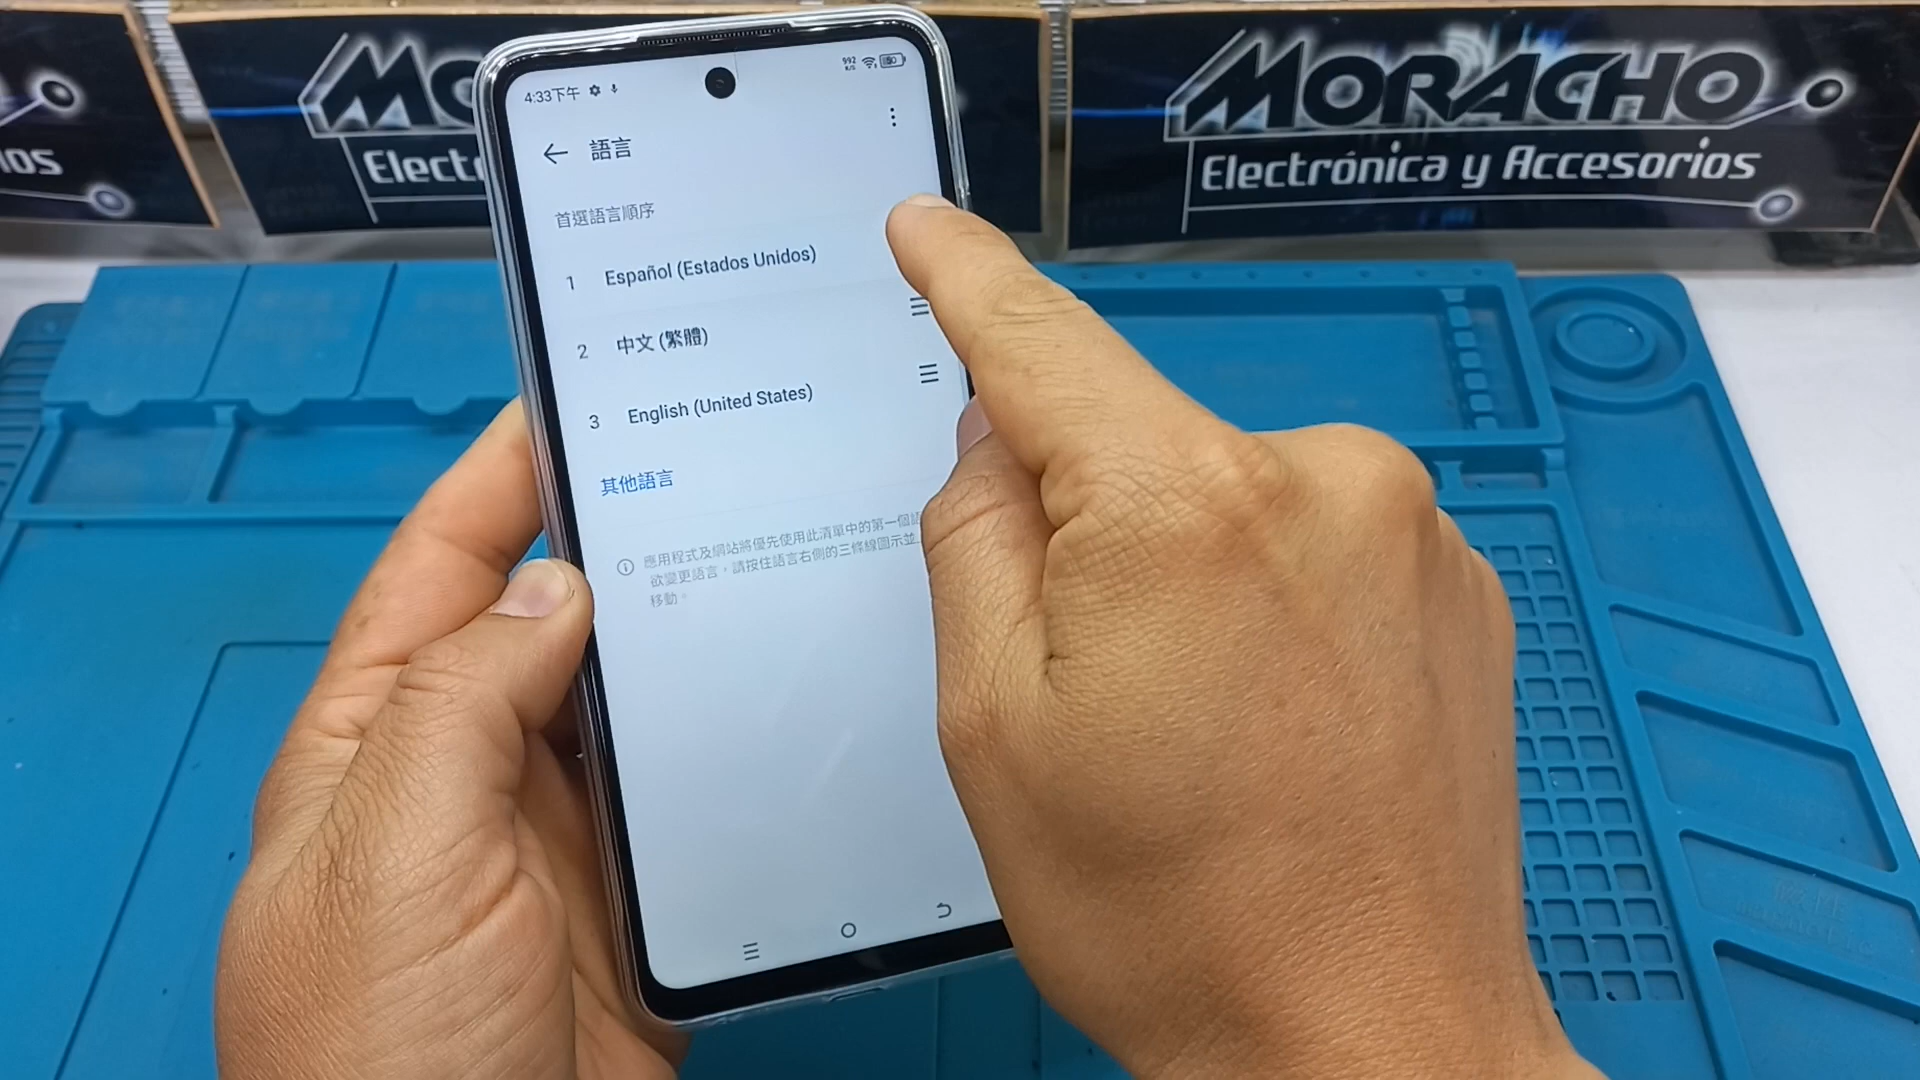 MORACHO
Electrónica y Accesorios
4:33下午
語言
首選語言順序
1 Español (Estados Unidos)
2 中文 (繁體)
3 English (United States)
其他語言
應用程式及網站將優先使用此清單中的第一個語
欲變更語言，請按住語言右側的三條線圖示並
移動。